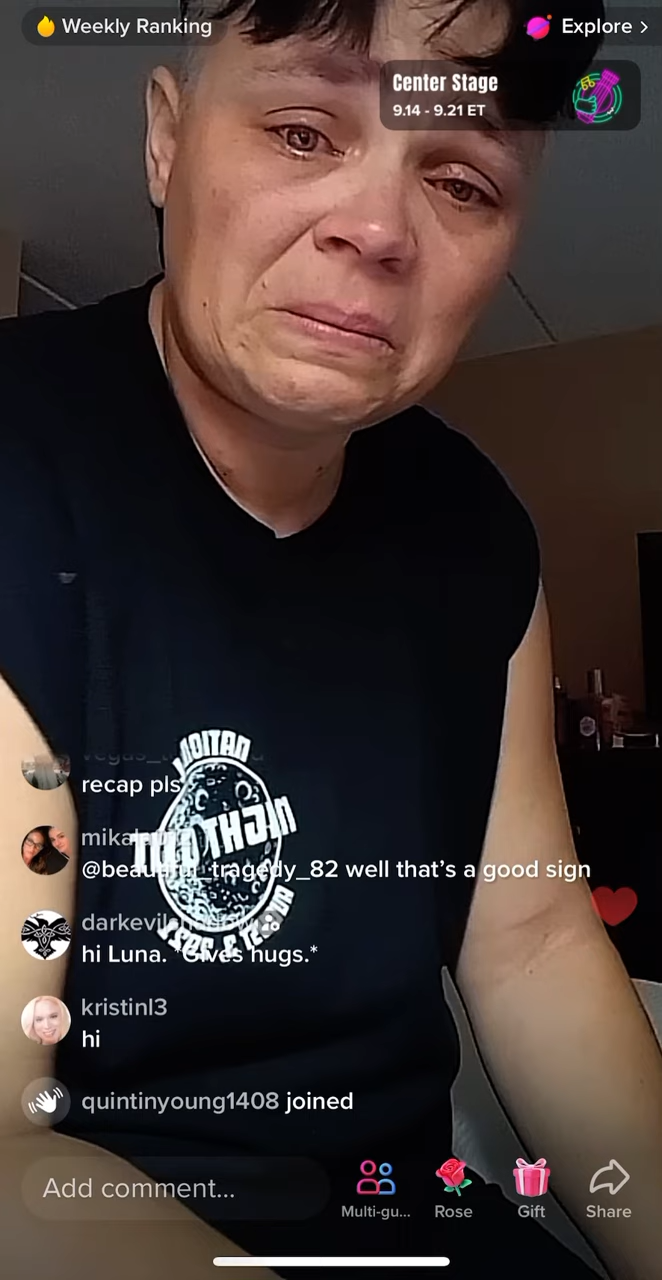 Weekly Ranking
Explore
Center Stage
9.14 - 9.21 ET
recap pls
@beautiful_tragedy_82 well that's a good sign
hi Luna. *Gives hugs.*
kristinl3
hi
quintinyoung1408 joined
Add comment...
Multi-gu...
Rose
Gift
Share